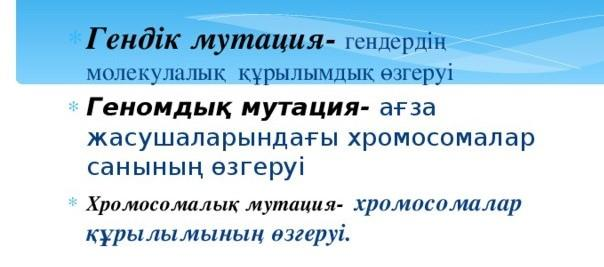 * Гендік мутация- гендердің
молекулалық құрылымдық өзгеруі
* Геномдық мутация- ағза
жасушаларындағы хромосомалар
санының өзгеруі
* Хромосомалық мутация- хромосомалар
құрылымының өзгеруі.